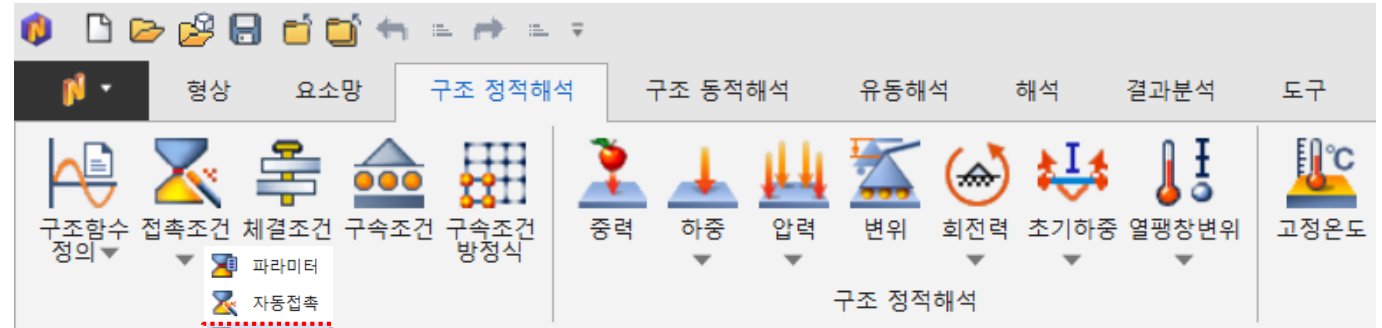 형상 요소망 구조 정적해석 구조 동적해석 유동해석 해석 결과분석 도구
°C
구조함수 접촉조건 체결조건 구속조건 구속조건 중력 하중 압력 변위 회전력 초기하중 열팽창변위 고정온도
정의 방정식
파라미터
자동접촉
구조 정적해석